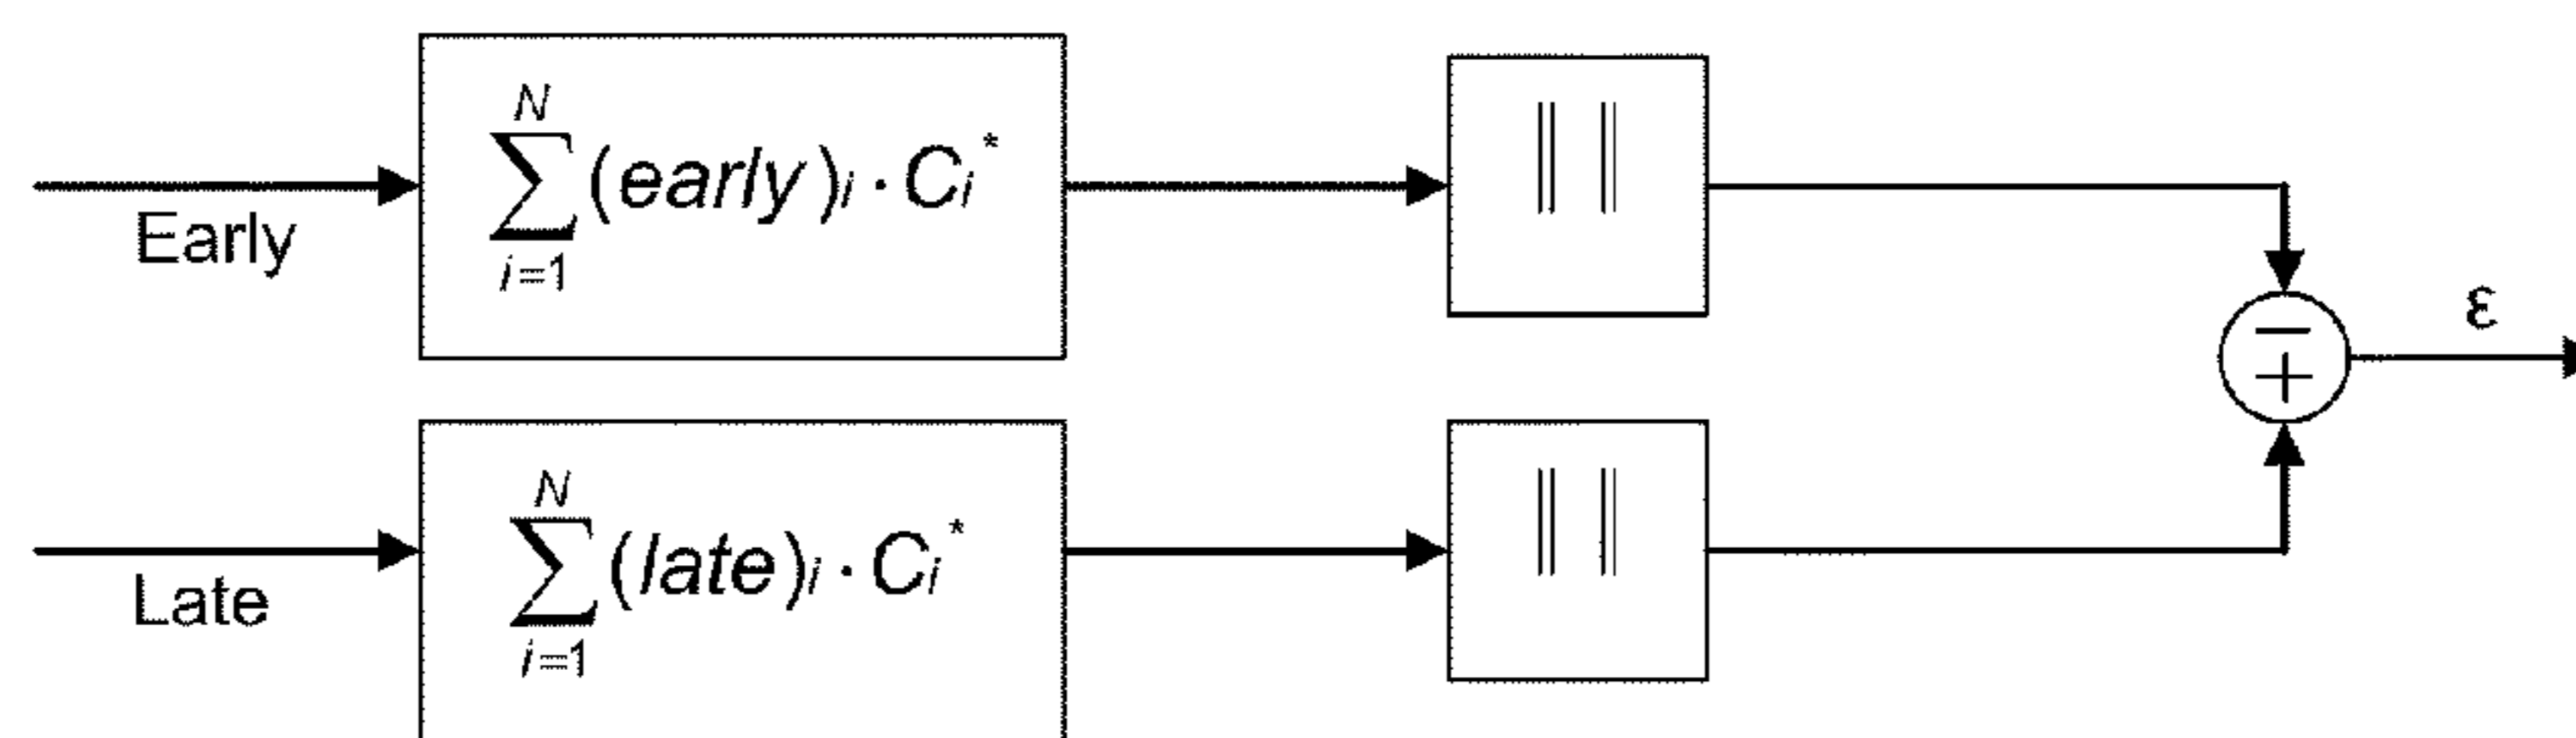 N
∑(early)i · Ci*
i=1
Early
‖ ‖
−
+
ε
N
∑(late)i · Ci*
i=1
Late
‖ ‖